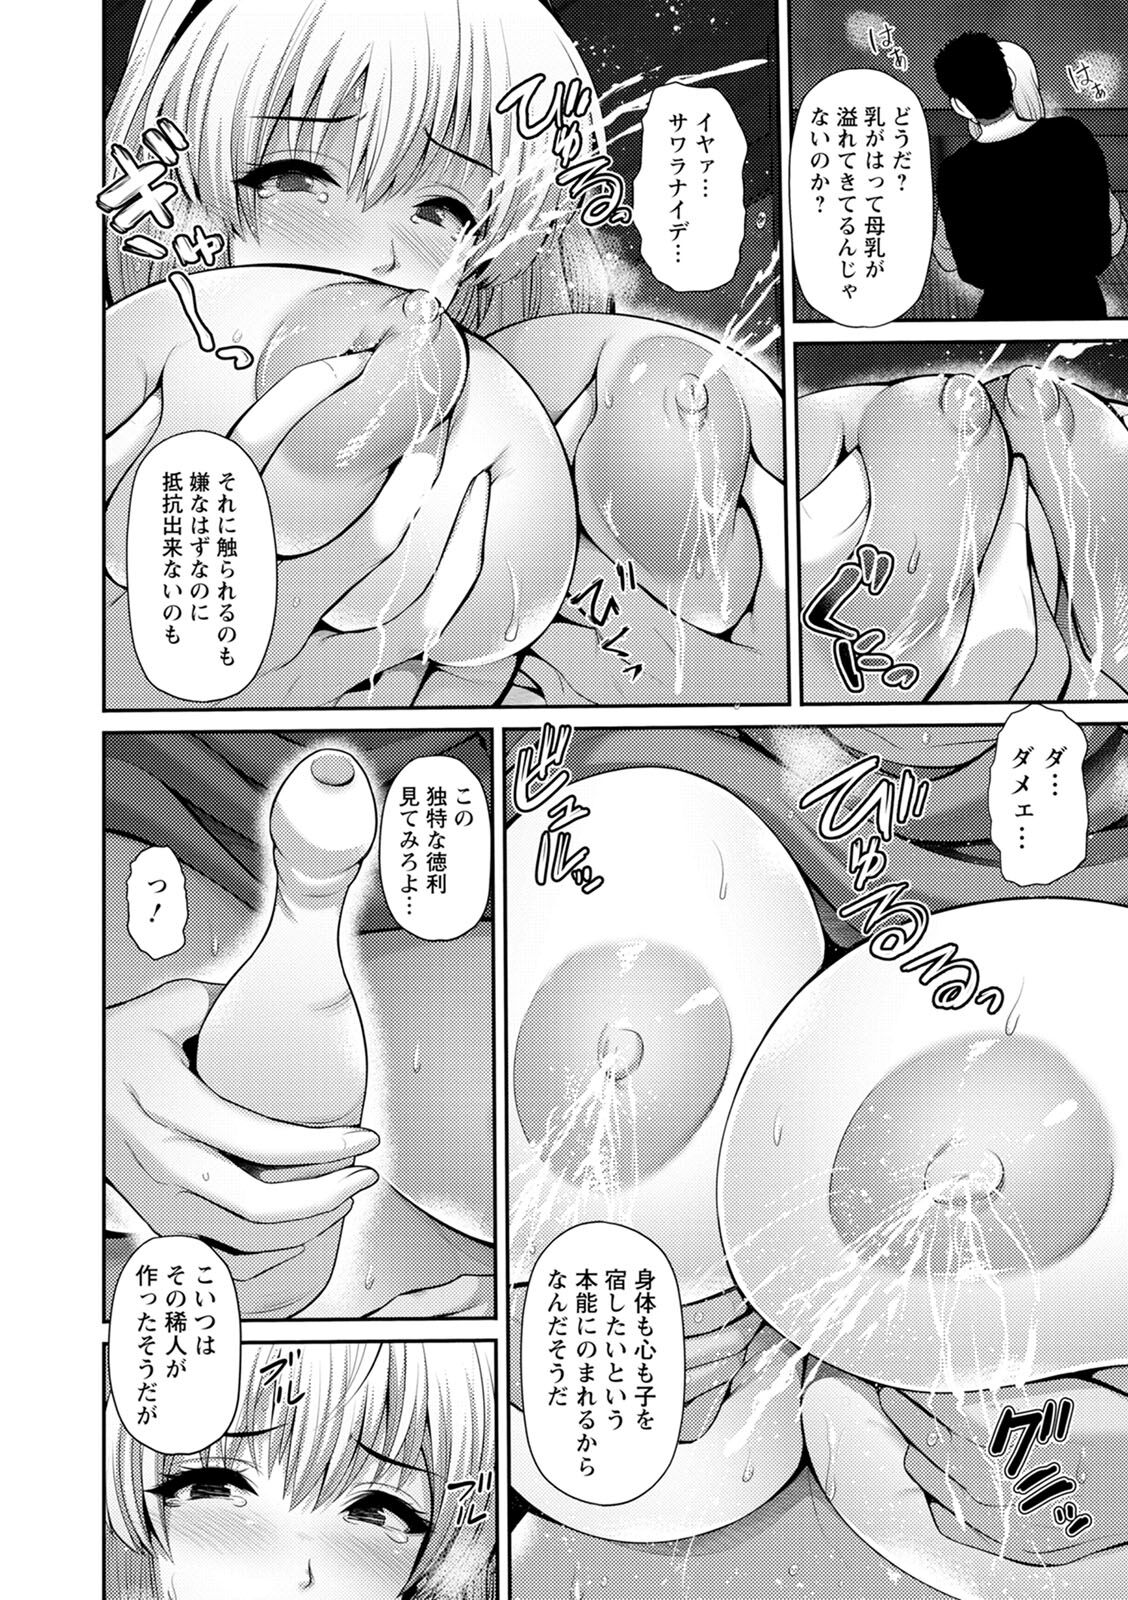 はぁ
はぁ
どうだ?
乳がはって母乳が
溢れてきてるんじゃ
ないのか?
イヤァ…
サワラナイデ…
びゅるっ
ギュ〜っ
ぐにっ
それに触られるのも
嫌なはずなのに
抵抗出来ないのも
ダ…
ダメェ…
びゅるるっ
ビュルッ
身体も心も子を
宿したいという
本能にのまれるから
なんだそうだ
グニッ
この
独特な徳利
見てみろよ…
っ!
こいつは
その稀人が
作ったそうだが
ブル
ブル